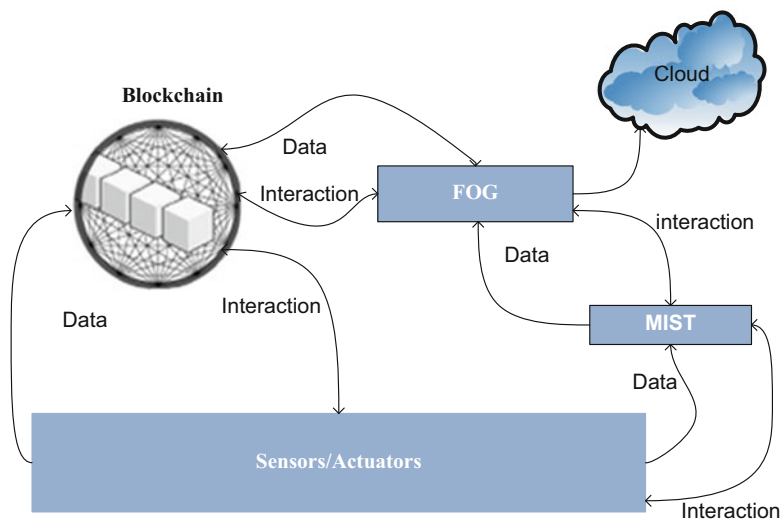 Cloud
Blockchain
Data
Interaction
FOG
interaction
Data
Interaction
Data
MIST
Data
Sensors/Actuators
Interaction